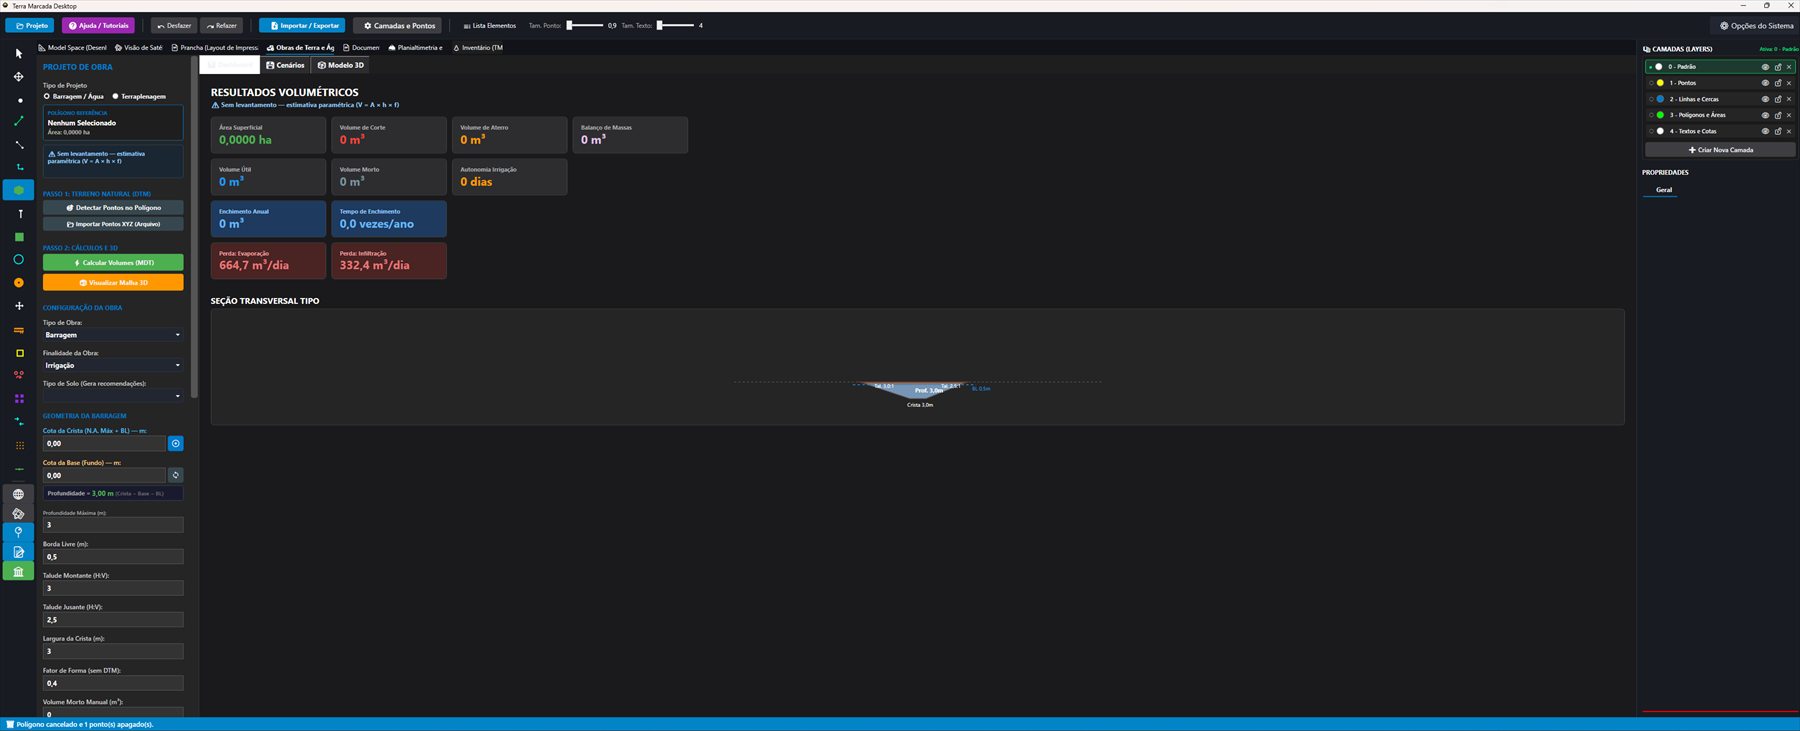 Terra Marcada Desktop
Projeto
Ajuda / Tutoriais
Desfazer
Refazer
Importar / Exportar
Camadas e Pontos
Lista Elementos
Tam. Ponto:
0,9
Tam. Texto:
4
Opções do Sistema
Model Space (Desenl
Visão de Saté
Prancha (Layout de Impress
Obras de Terra e Ág
Documen
Planialtimetria e
Inventário (TM
PROJETO DE OBRA
Tipo de Projeto
Barragem / Água
Terraplenagem
POLÍGONO REFERÊNCIA
Nenhum Selecionado
Área: 0,0000 ha
Sem levantamento — estimativa
paramétrica (V = A × h × f)
PASSO 1: TERRENO NATURAL (DTM)
Detectar Pontos no Polígono
Importar Pontos XYZ (Arquivo)
PASSO 2: CÁLCULOS E 3D
Calcular Volumes (MDT)
Visualizar Malha 3D
CONFIGURAÇÃO DA OBRA
Tipo de Obra:
Barragem
Finalidade da Obra:
Irrigação
Tipo de Solo (Gera recomendações):
GEOMETRIA DA BARRAGEM
Cota da Crista (N.A. Máx + BL) — m:
0,00
Cota da Base (Fundo) — m:
0,00
Profundidade = 3,00 m (Crista − Base − BL)
Profundidade Máxima (m):
3
Borda Livre (m):
0,5
Talude Montante (H:V):
3
Talude Jusante (H:V):
2,5
Largura da Crista (m):
3
Fator de Forma (sem DTM):
0,4
Volume Morto Manual (m³):
0
Cenários
Modelo 3D
RESULTADOS VOLUMÉTRICOS
Sem levantamento — estimativa paramétrica (V = A × h × f)
Área Superficial
0,0000 ha
Volume de Corte
0 m³
Volume de Aterro
0 m³
Balanço de Massas
0 m³
Volume Útil
0 m³
Volume Morto
0 m³
Autonomia Irrigação
0 dias
Enchimento Anual
0 m³
Tempo de Enchimento
0,0 vezes/ano
Perda: Evaporação
664,7 m³/dia
Perda: Infiltração
332,4 m³/dia
SEÇÃO TRANSVERSAL TIPO
Tal. 3,0:1
Tal. 2,5:1
Prof. 3.0m
BL 0.5m
Crista 3.0m
CAMADAS (LAYERS)
Ativa: 0 - Padrão
0 - Padrão
1 - Pontos
2 - Linhas e Cercas
3 - Polígonos e Áreas
4 - Textos e Cotas
Criar Nova Camada
PROPRIEDADES
Geral
Polígono cancelado e 1 ponto(s) apagado(s).